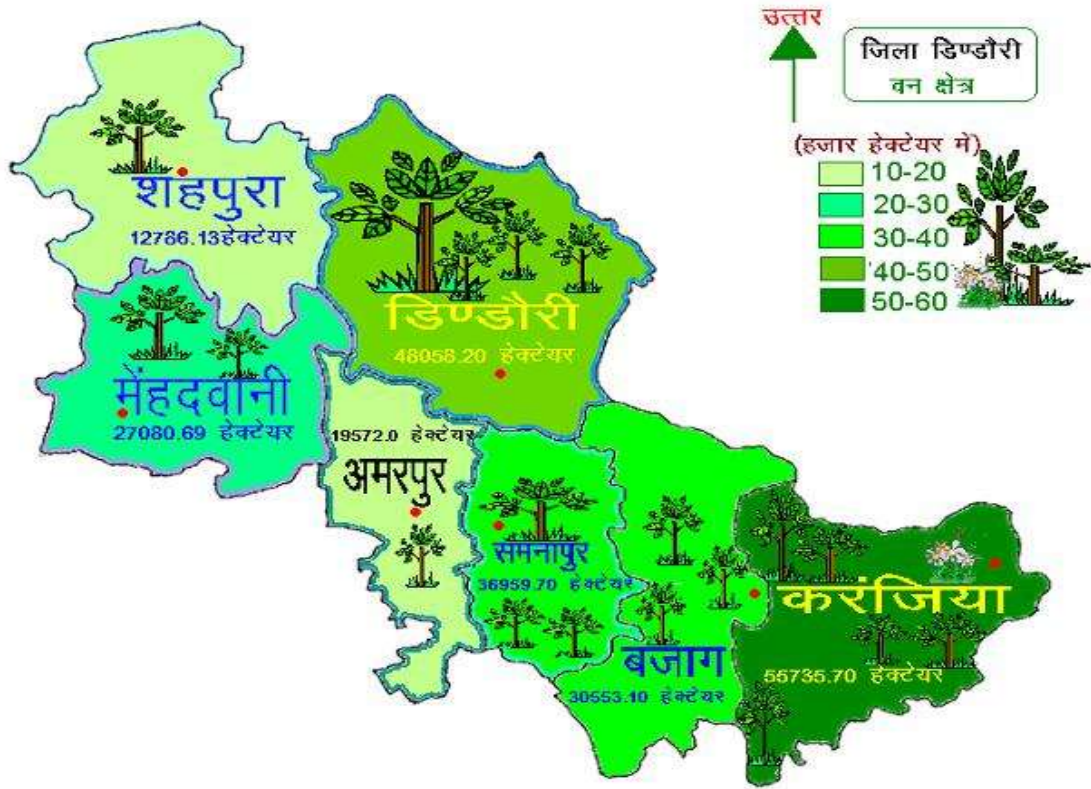 उत्तर
जिला डिण्डौरी
वन क्षेत्र
(हजार हेक्टेयर में)
10-20
20-30
30-40
40-50
50-60
शहपुरा
12786.13हेक्टेयर
डिण्डौरी
48058.20 हेक्टेयर
मेंहदवानी
27080.69 हेक्टेयर
19572.0 हेक्टेयर
अमरपुर
समनापुर
36959.70 हेक्टेयर
बजाग
30553.10 हेक्टेयर
करंजिया
55735.70 हेक्टेयर